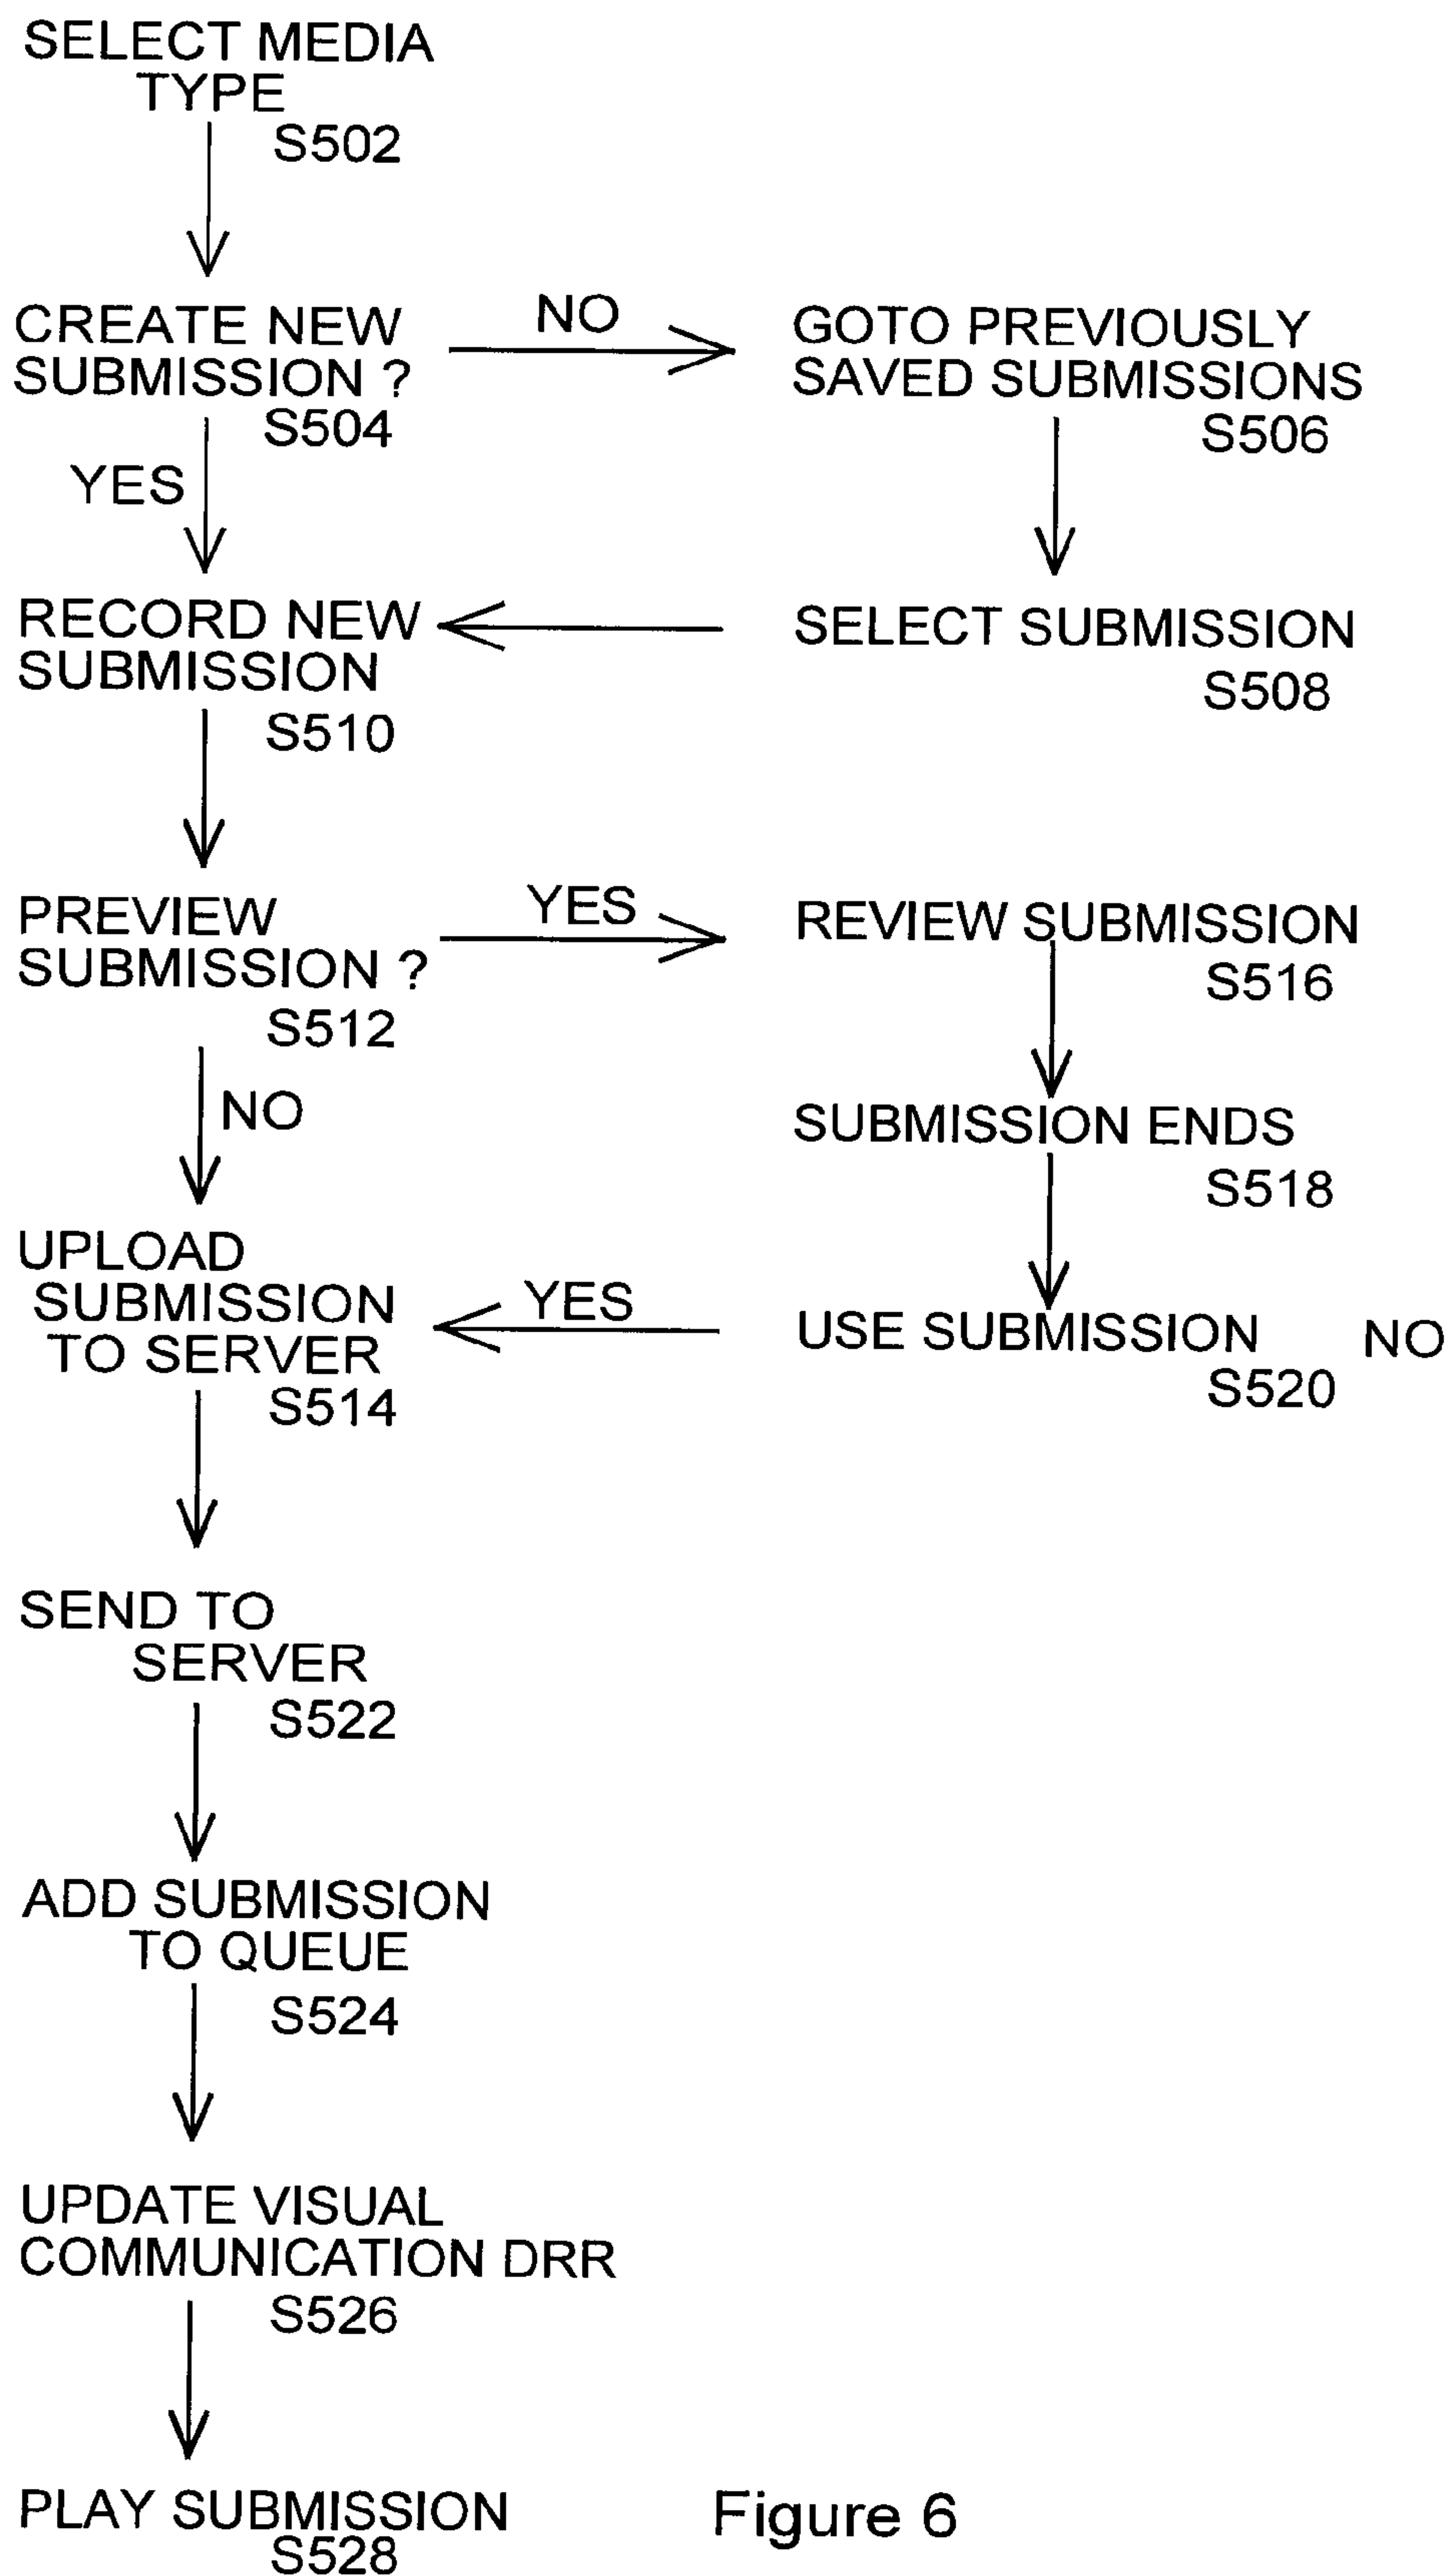 SELECT MEDIA
TYPE
S502
CREATE NEW
SUBMISSION ?
S504
NO
GOTO PREVIOUSLY
SAVED SUBMISSIONS
S506
YES
RECORD NEW
SUBMISSION
S510
SELECT SUBMISSION
S508
PREVIEW
SUBMISSION ?
S512
YES
REVIEW SUBMISSION
S516
NO
SUBMISSION ENDS
S518
UPLOAD
SUBMISSION
TO SERVER
S514
YES
USE SUBMISSION
S520
NO
SEND TO
SERVER
S522
ADD SUBMISSION
TO QUEUE
S524
UPDATE VISUAL
COMMUNICATION DRR
S526
PLAY SUBMISSION
S528
Figure 6